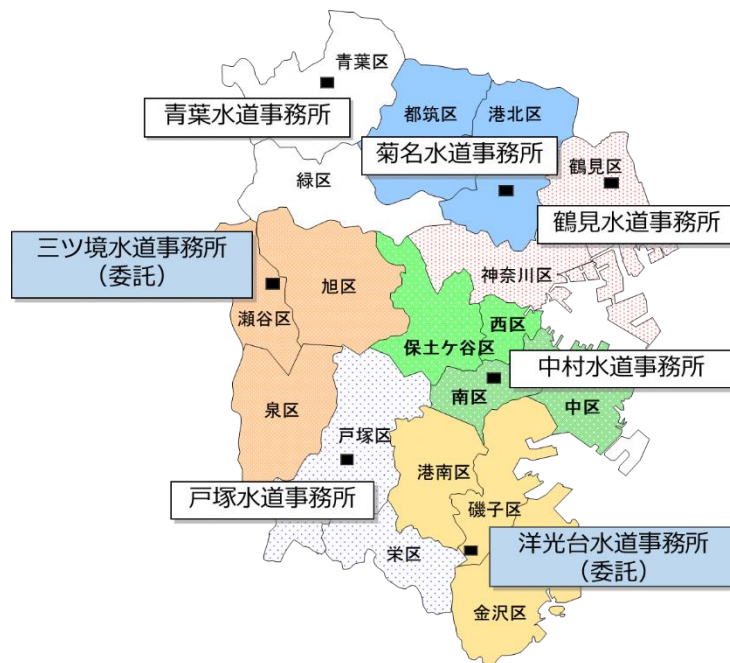 青葉区
青葉水道事務所
都筑区
港北区
菊名水道事務所
鶴見区
緑区
鶴見水道事務所
三ツ境水道事務所
（委託）
旭区
神奈川区
瀬谷区
西区
保土ケ谷区
中村水道事務所
南区
中区
泉区
戸塚区
港南区
戸塚水道事務所
磯子区
洋光台水道事務所
（委託）
栄区
金沢区